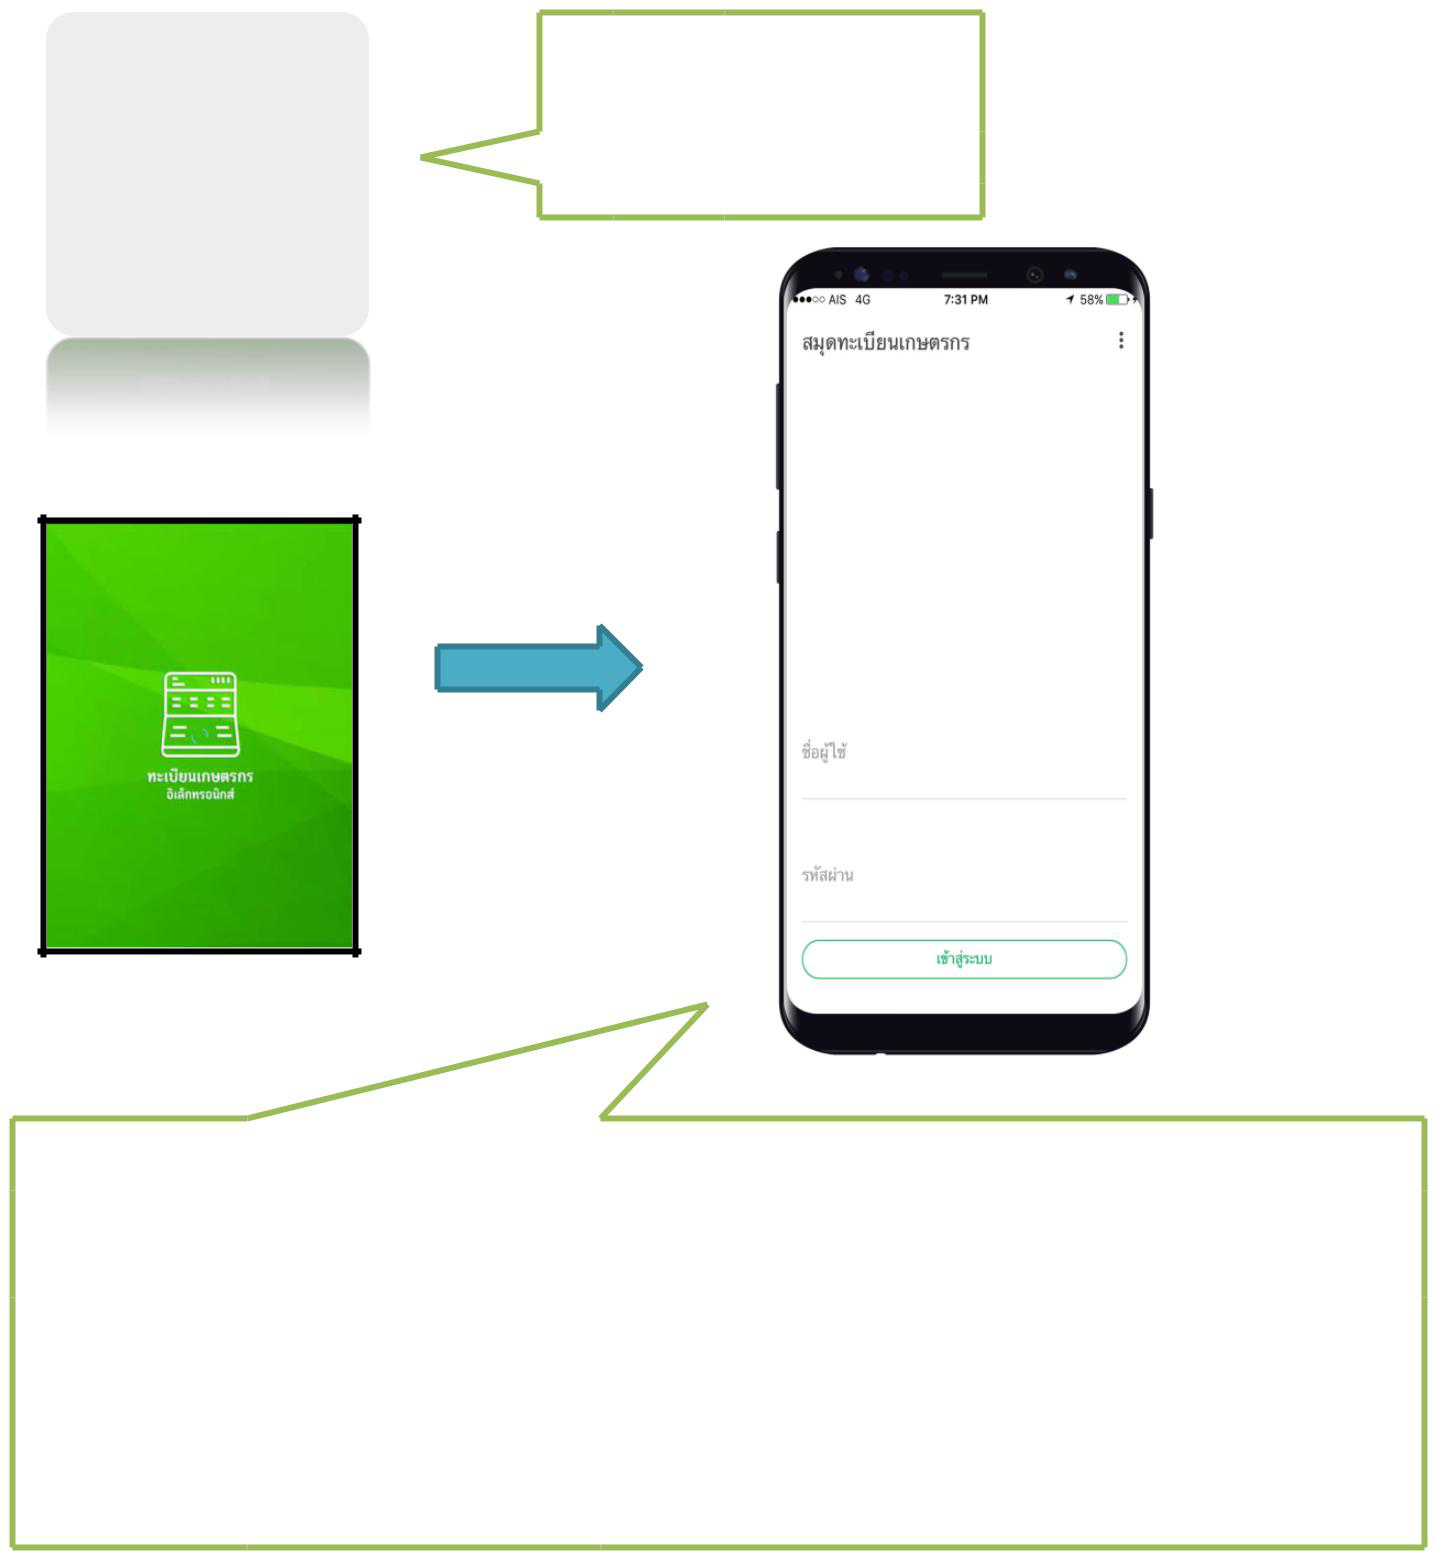 AIS 4G 7:31 PM 58%
สมุดทะเบียนเกษตรกร
ทะเบียนเกษตรกร
อิเล็กทรอนิกส์
ชื่อผู้ใช้
รหัสผ่าน
เข้าสู่ระบบ